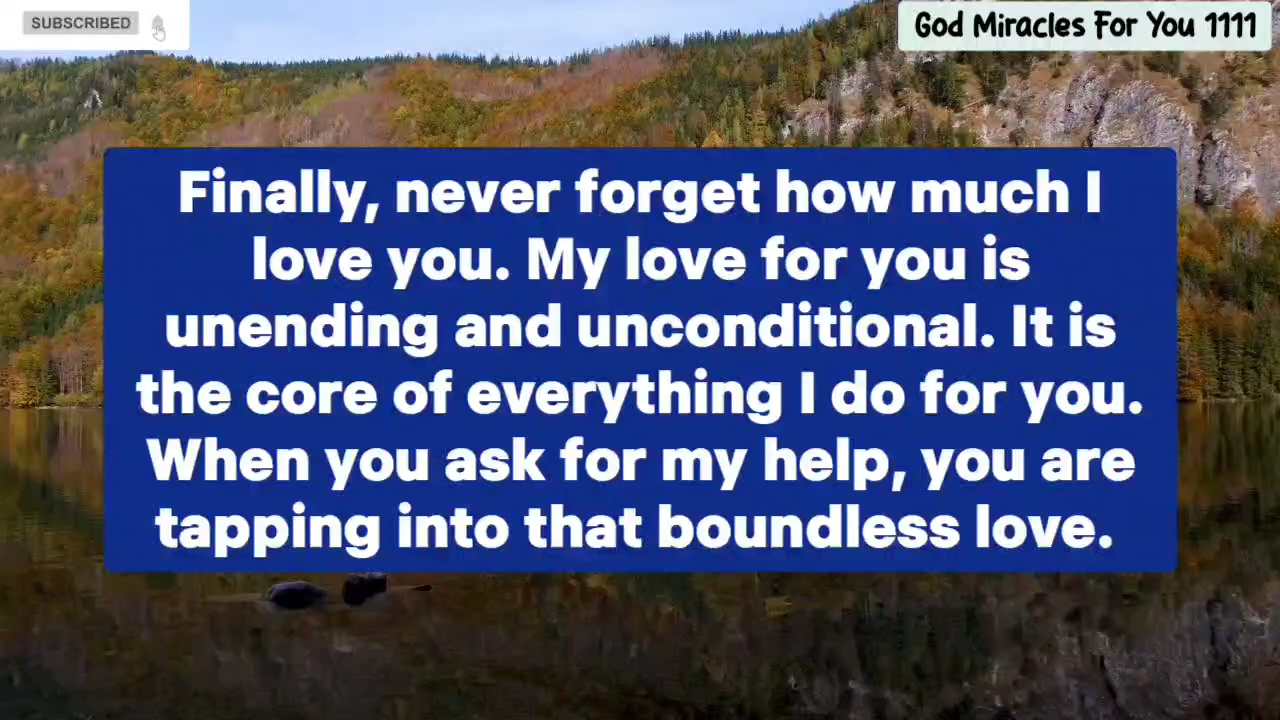 SUBSCRIBED
God Miracles For You 1111
Finally, never forget how much I
love you. My love for you is
unending and unconditional. It is
the core of everything I do for you.
When you ask for my help, you are
tapping into that boundless love.